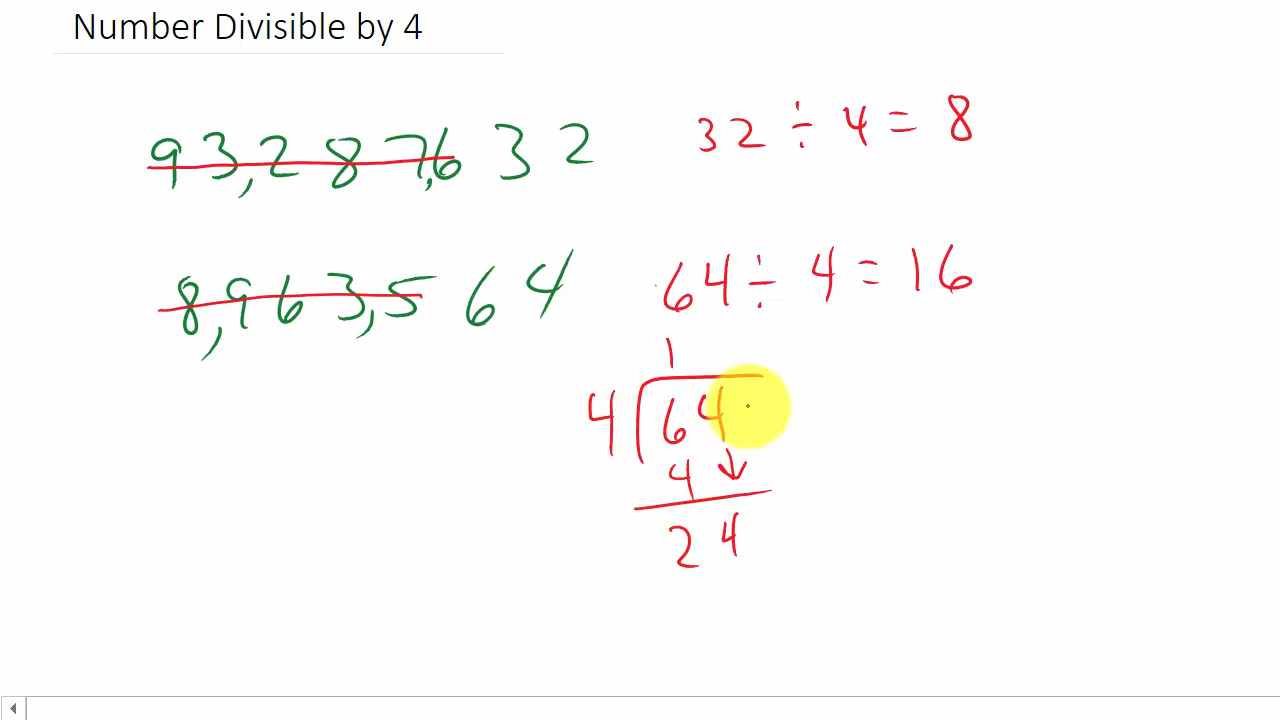 Number Divisible by 4
93,287,632 32 ÷ 4 = 8
8,963,564 64 ÷ 4 = 16
1
4 64
4 ↓
24